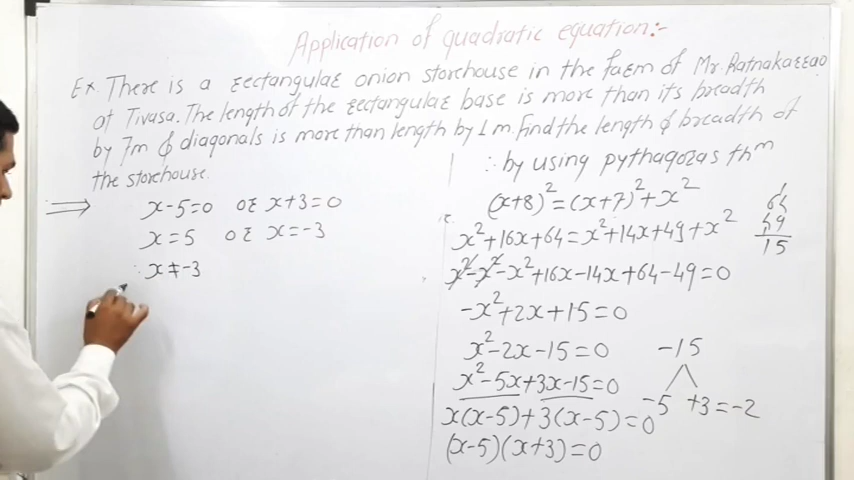 Application of quadratic equation:-
Ex. There is a rectangular onion storehouse in the farm of Mr. Ratnakarrao
at Tivasa. The length of the rectangular base is more than its breadth
by 7m & diagonals is more than length by 1 m. Find the length & breadth of
the storehouse.
x-5=0 or x+3=0
x=5 or x=-3
∴ x≠-3
∴ by using pythagoras thm
(x+8)²=(x+7)²+x²
x²+16x+64=x²+14x+49+x²
x²-x²-x²+16x-14x+64-49=0
-x²+2x+15=0
x²-2x-15=0
x²-5x+3x-15=0
x(x-5)+3(x-5)=0
(x-5)(x+3)=0
64
49
15
-15
-5 +3=-2